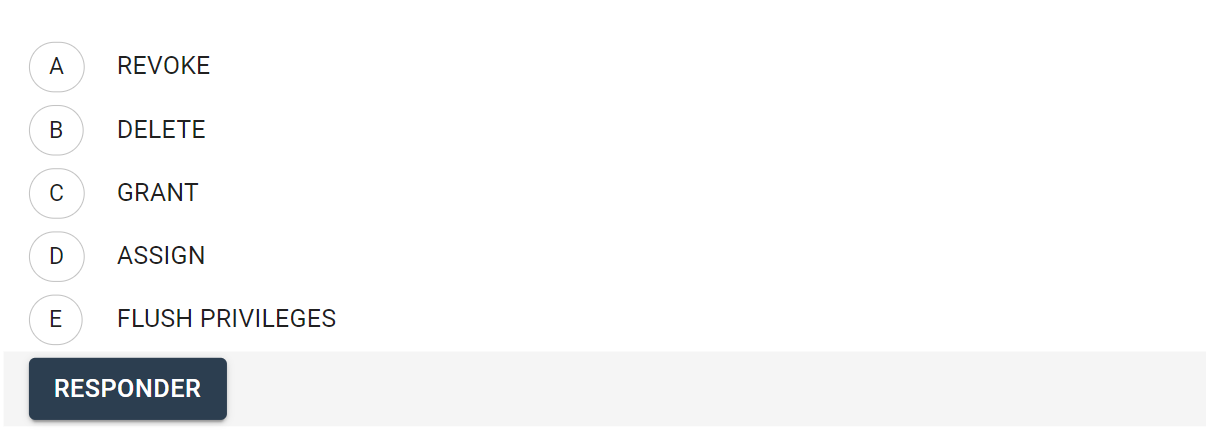 A REVOKE
B DELETE
C GRANT
D ASSIGN
E FLUSH PRIVILEGES
RESPONDER